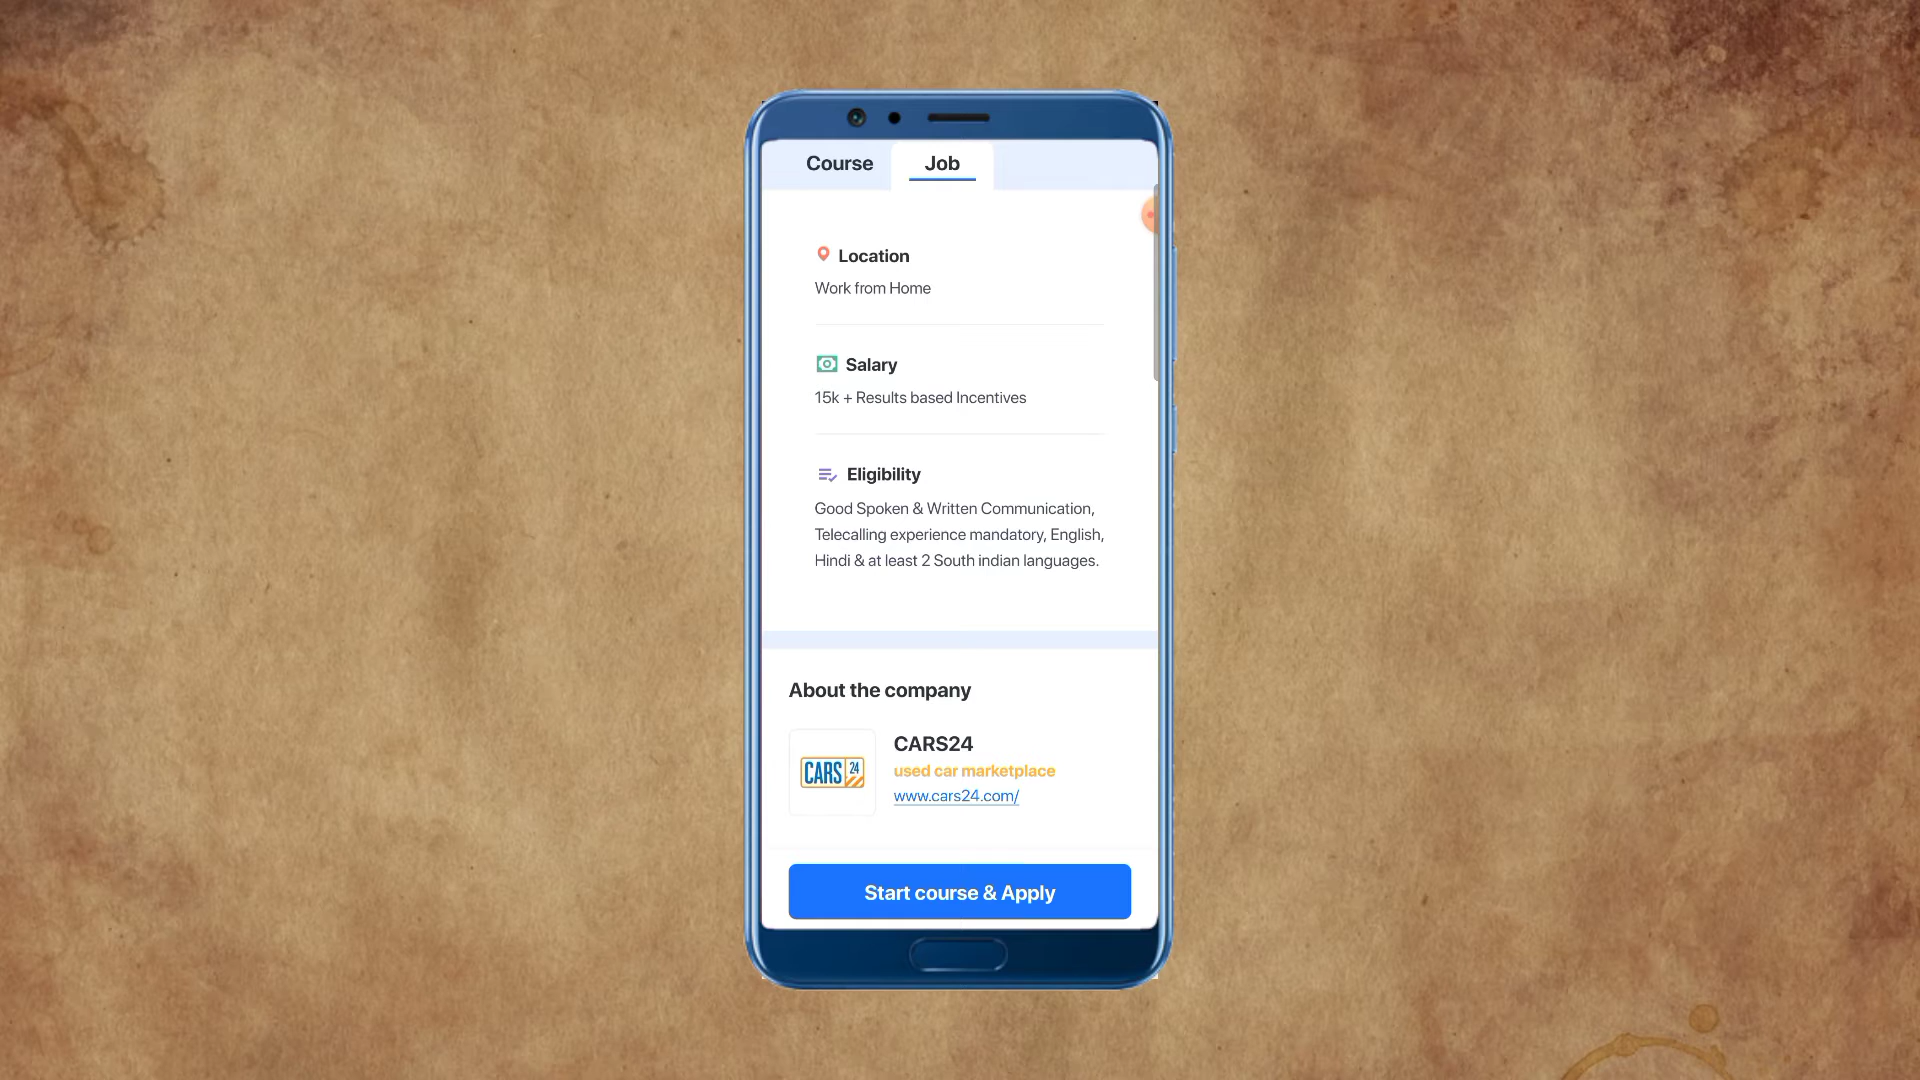 Course Job
Location
Work from Home
Salary
15k + Results based Incentives
Eligibility
Good Spoken & Written Communication,
Telecalling experience mandatory, English,
Hindi & at least 2 South indian languages.
About the company
CARS 24
CARS24
used car marketplace
www.cars24.com/
Start course & Apply